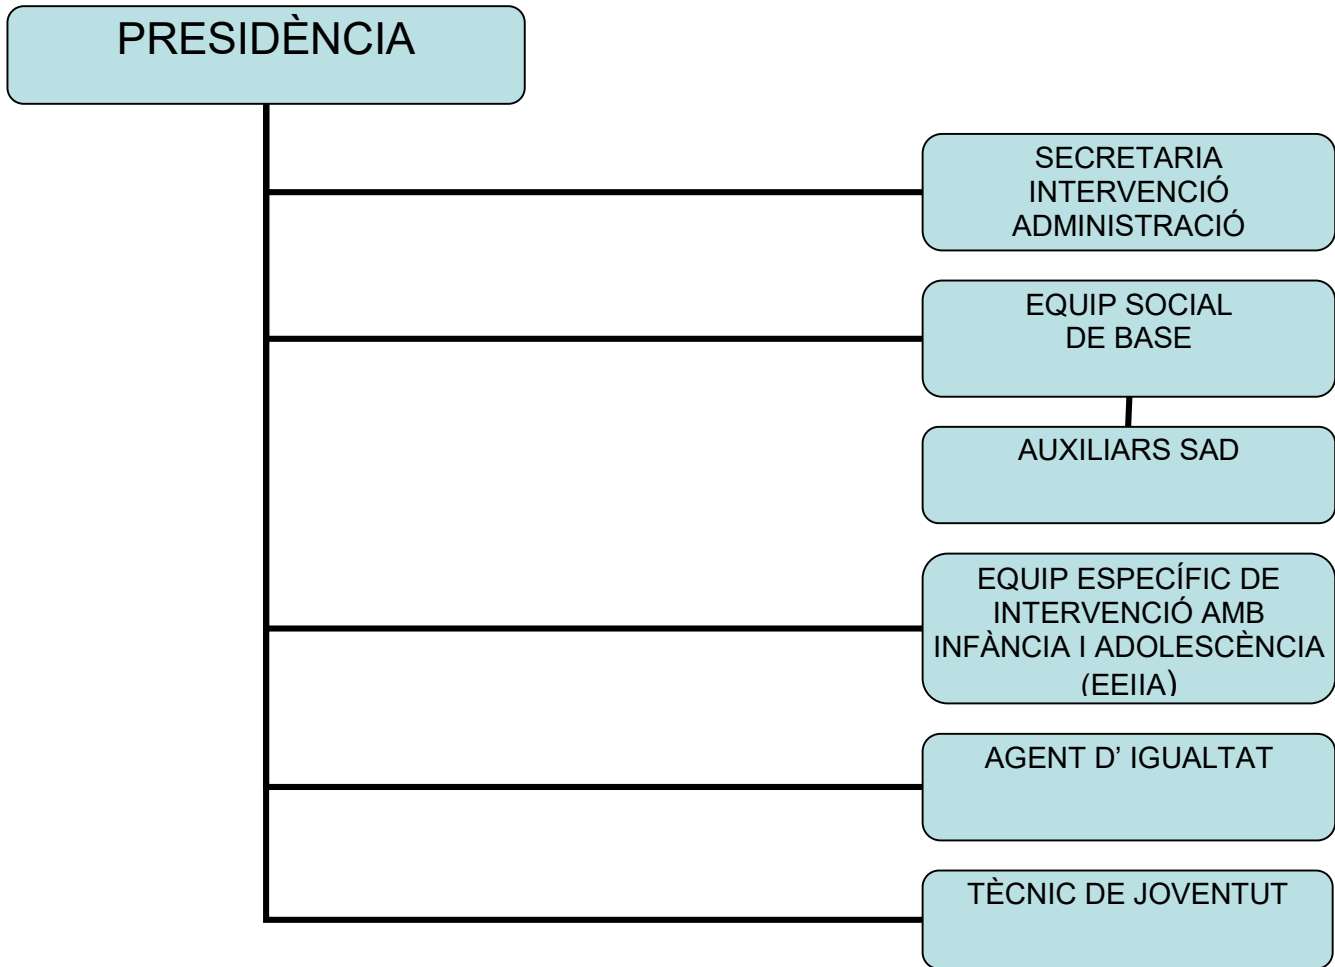 PRESIDÈNCIA
SECRETARIA
INTERVENCIÓ
ADMINISTRACIÓ
EQUIP SOCIAL
DE BASE
AUXILIARS SAD
EQUIP ESPECÍFIC DE
INTERVENCIÓ AMB
INFÀNCIA I ADOLESCÈNCIA
(EEIIA)
AGENT D’ IGUALTAT
TÈCNIC DE JOVENTUT